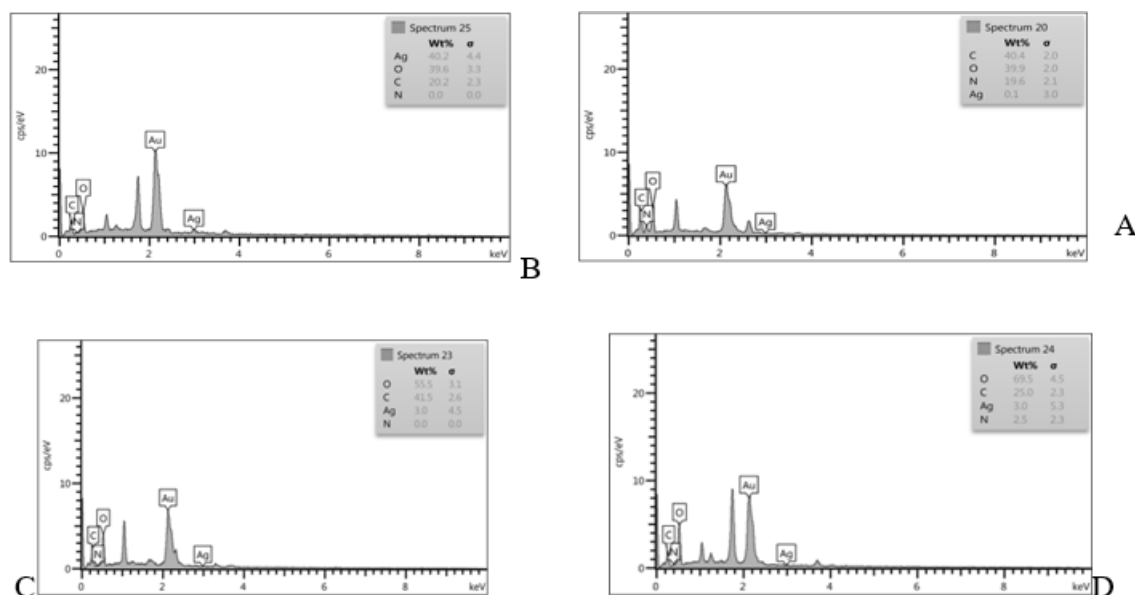 Spectrum 25
Wt% σ
Ag 40.2 4.4
O 39.6 3.3
C 20.2 2.3
N 0.0 0.0
cps/eV
20
10
0
C
N
O
Au
Ag
0 2 4 6 8 keV
B
Spectrum 20
Wt% σ
C 40.4 2.0
O 39.9 2.0
N 19.6 2.1
Ag 0.1 3.0
cps/eV
20
10
0
C
N
O
Au
Ag
0 2 4 6 8 keV
A
Spectrum 23
Wt% σ
O 55.5 3.1
C 41.5 2.6
Ag 3.0 4.5
N 0.0 0.0
cps/eV
20
10
0
C
N
O
Au
Ag
0 2 4 6 8 keV
C
Spectrum 24
Wt% σ
O 69.5 4.5
C 25.0 2.3
Ag 3.0 5.3
N 2.5 2.3
cps/eV
20
10
0
C
N
O
Au
Ag
0 2 4 6 8 keV
D